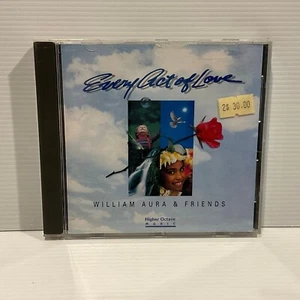 Every Act of Love
2$ 30.00
WILLIAM AURA & FRIENDS
Higher Octave
MUSIC